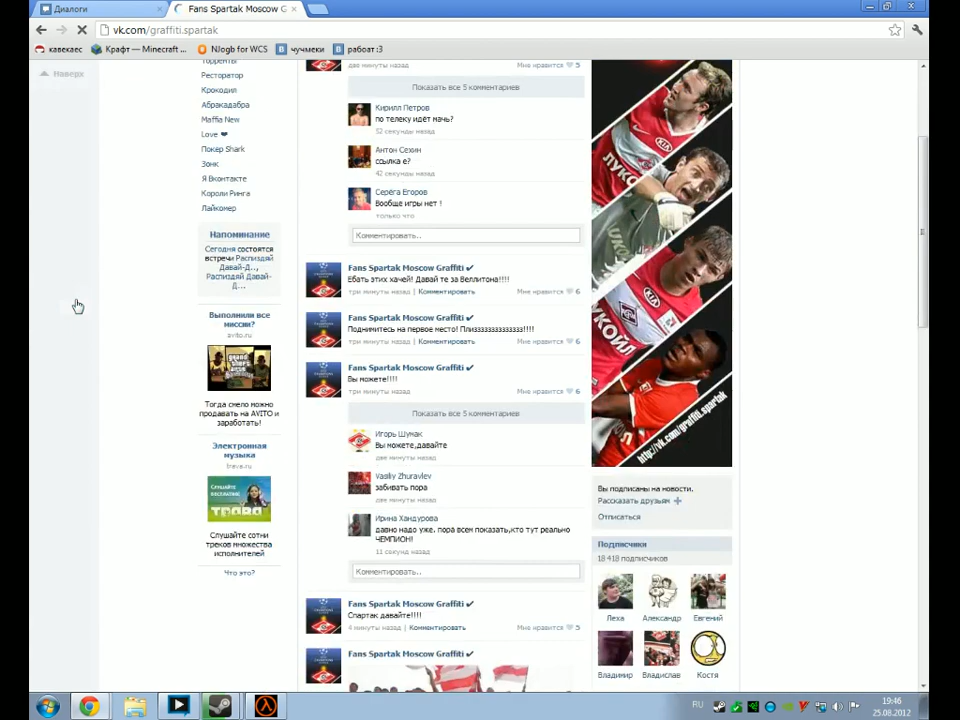 Диалоги
Fans Spartak Moscow G
vk.com/graffiti.spartak
кавекаес
Крафт — Minecraft ...
NJogb for WCS
чучмеки
рабоат :3
Наверх
Торренты
Ресторатор
Крокодил
Абракадабра
Maffia New
Love ❤
Покер Shark
Зонк
Я Вконтакте
Короли Ринга
Лайкомер
Напоминание
Сегодня состоятся
встречи Распиздяй
Давай-Д..,
Распиздяй Давай-
Д...
Выполнили все
миссии?
avito.ru
Тогда смело можно
продавать на AVITO и
заработать!
Электронная
музыка
trava.ru
СЛУШАЙТЕ
БЕСПЛАТНО
ТРАВА
Слушайте сотни
треков множества
исполнителей
Что это?
две минуты назад
Мне нравится 5
Показать все 5 комментариев
Кирилл Петров
по телеку идёт мачь?
52 секунды назад
Антон Сехин
ссылка е?
42 секунды назад
Серёга Егоров
Вообще игры нет !
только что
Комментировать..
Fans Spartak Moscow Graffiti
Ебать этих хачей! Давай те за Веллитона!!!!
три минуты назад | Комментировать
Мне нравится 6
Fans Spartak Moscow Graffiti
Поднимитесь на первое место! Плиззззззззззззз!!!!
три минуты назад | Комментировать
Мне нравится 6
Fans Spartak Moscow Graffiti
Вы можете!!!!
три минуты назад
Мне нравится 6
Показать все 5 комментариев
Игорь Шумак
Вы можете,давайте
две минуты назад
Vasiliy Zhuravlev
забивать пора
две минуты назад
Ирина Хандурова
давно надо уже. пора всем показать,кто тут реально
ЧЕМПИОН!
11 секунд назад
Комментировать..
Fans Spartak Moscow Graffiti
Спартак давайте!!!!
4 минуты назад | Комментировать
Мне нравится 5
Fans Spartak Moscow Graffiti
http://vk.com/graffiti.spartak
Вы подписаны на новости.
Рассказать друзьям
Отписаться
Подписчики
18 418 подписчиков
Леха
Александр
Евгений
Владимир
Владислав
Костя
RU
19:46
25.08.2012